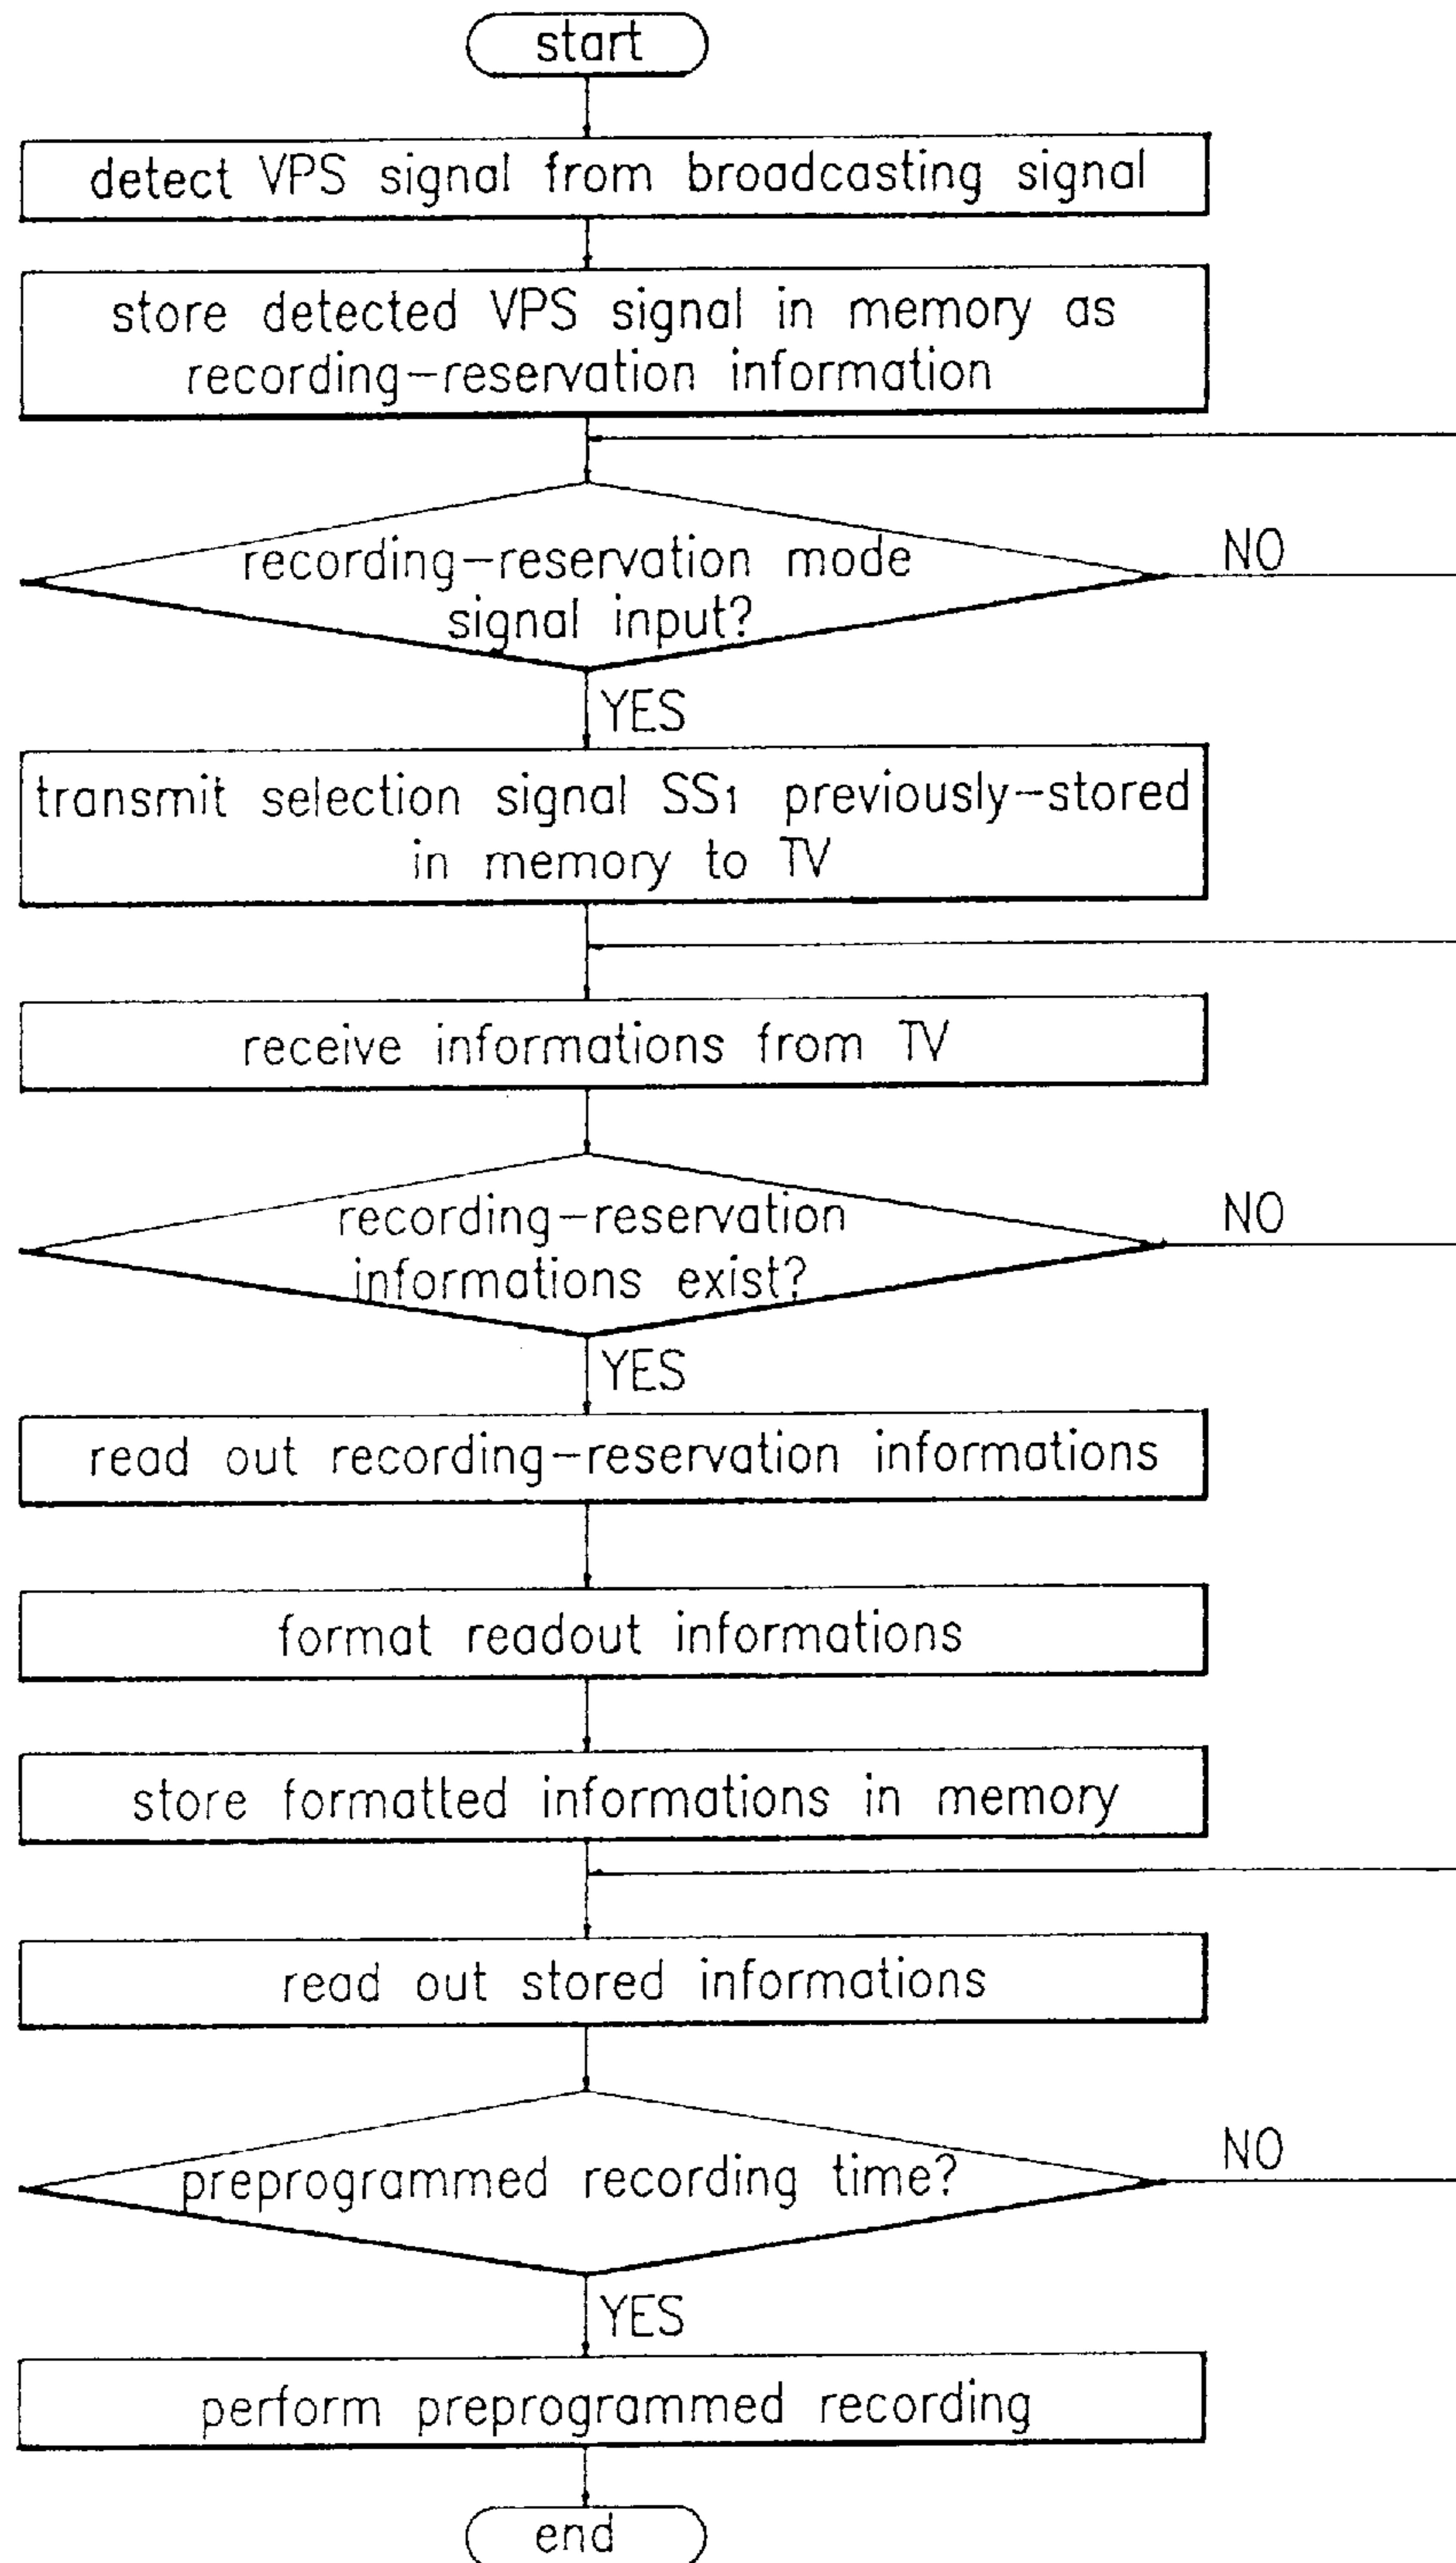 start
detect VPS signal from broadcasting signal
store detected VPS signal in memory as
recording-reservation information
recording-reservation mode
signal input?
NO
YES
transmit selection signal SS1 previously-stored
in memory to TV
receive informations from TV
recording-reservation
informations exist?
NO
YES
read out recording-reservation informations
format readout informations
store formatted informations in memory
read out stored informations
preprogrammed recording time?
NO
YES
perform preprogrammed recording
end